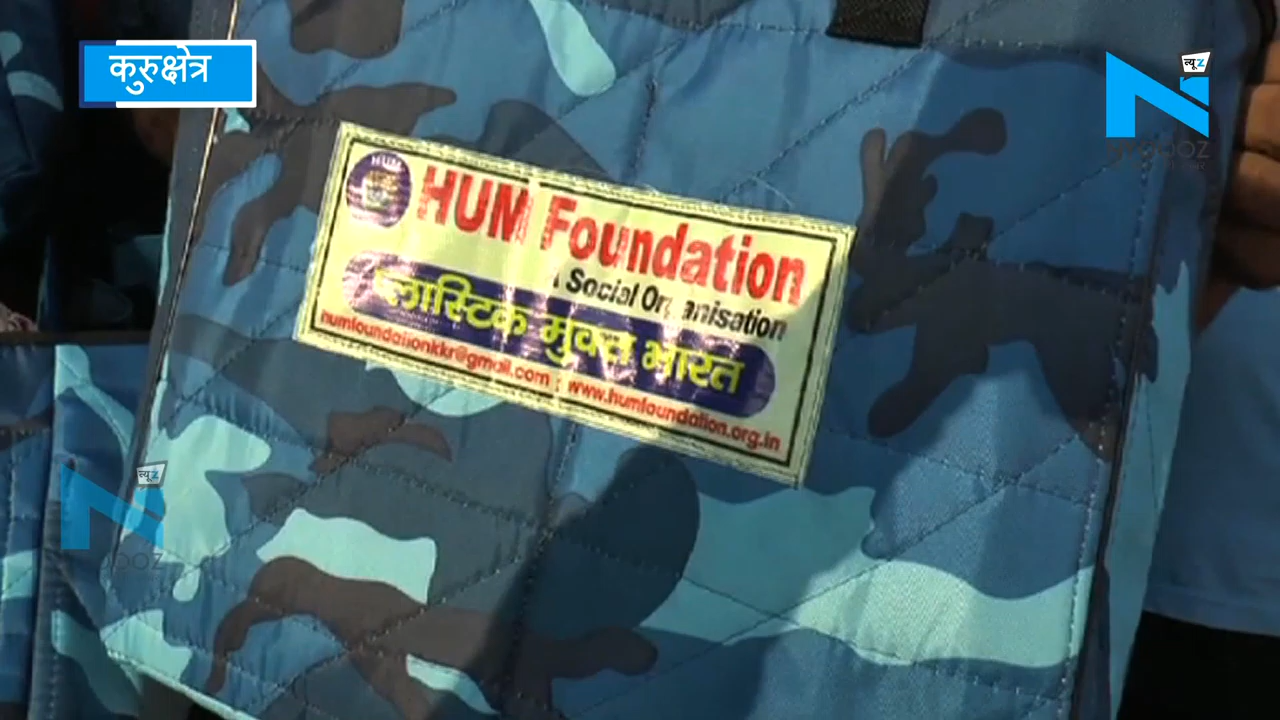 कुरुक्षेत्र
न्यूz
HUM
HUM Foundation
Social Organisation
प्लास्टिक मुक्त भारत
humfoundationkkr@gmail.com ; www.humfoundation.org.in
न्यूz